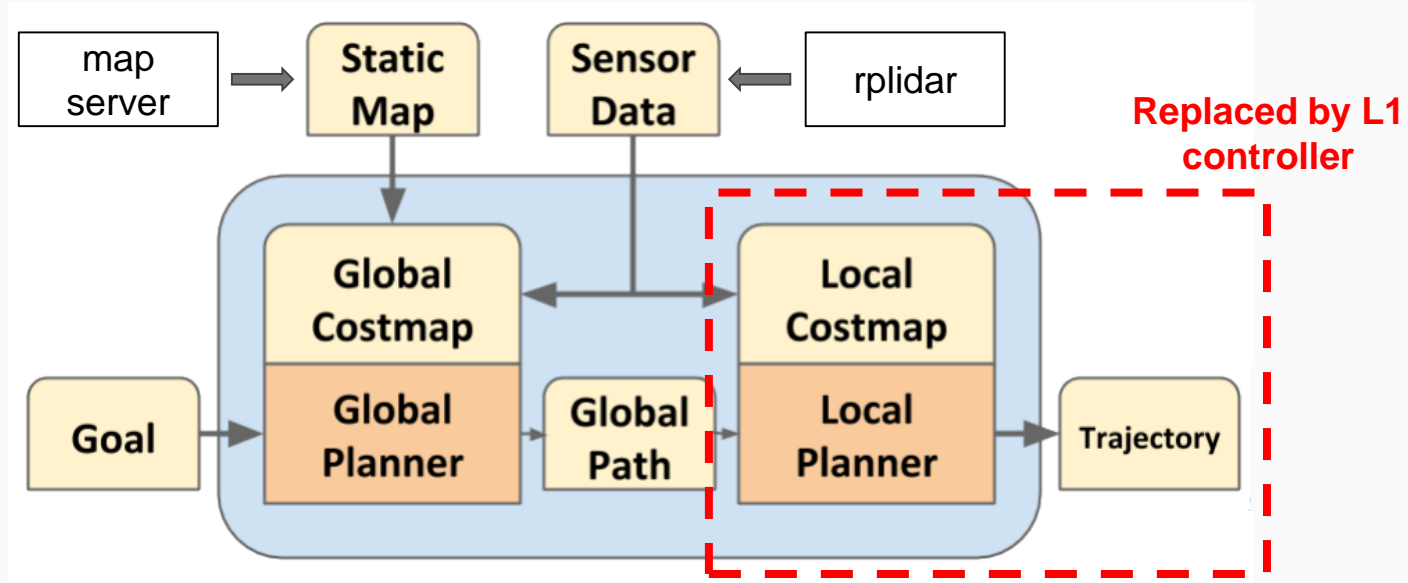 map
server
Static
Map
Sensor
Data
rplidar
Replaced by L1
controller
Global
Costmap
Local
Costmap
Goal
Global
Planner
Global
Path
Local
Planner
Trajectory